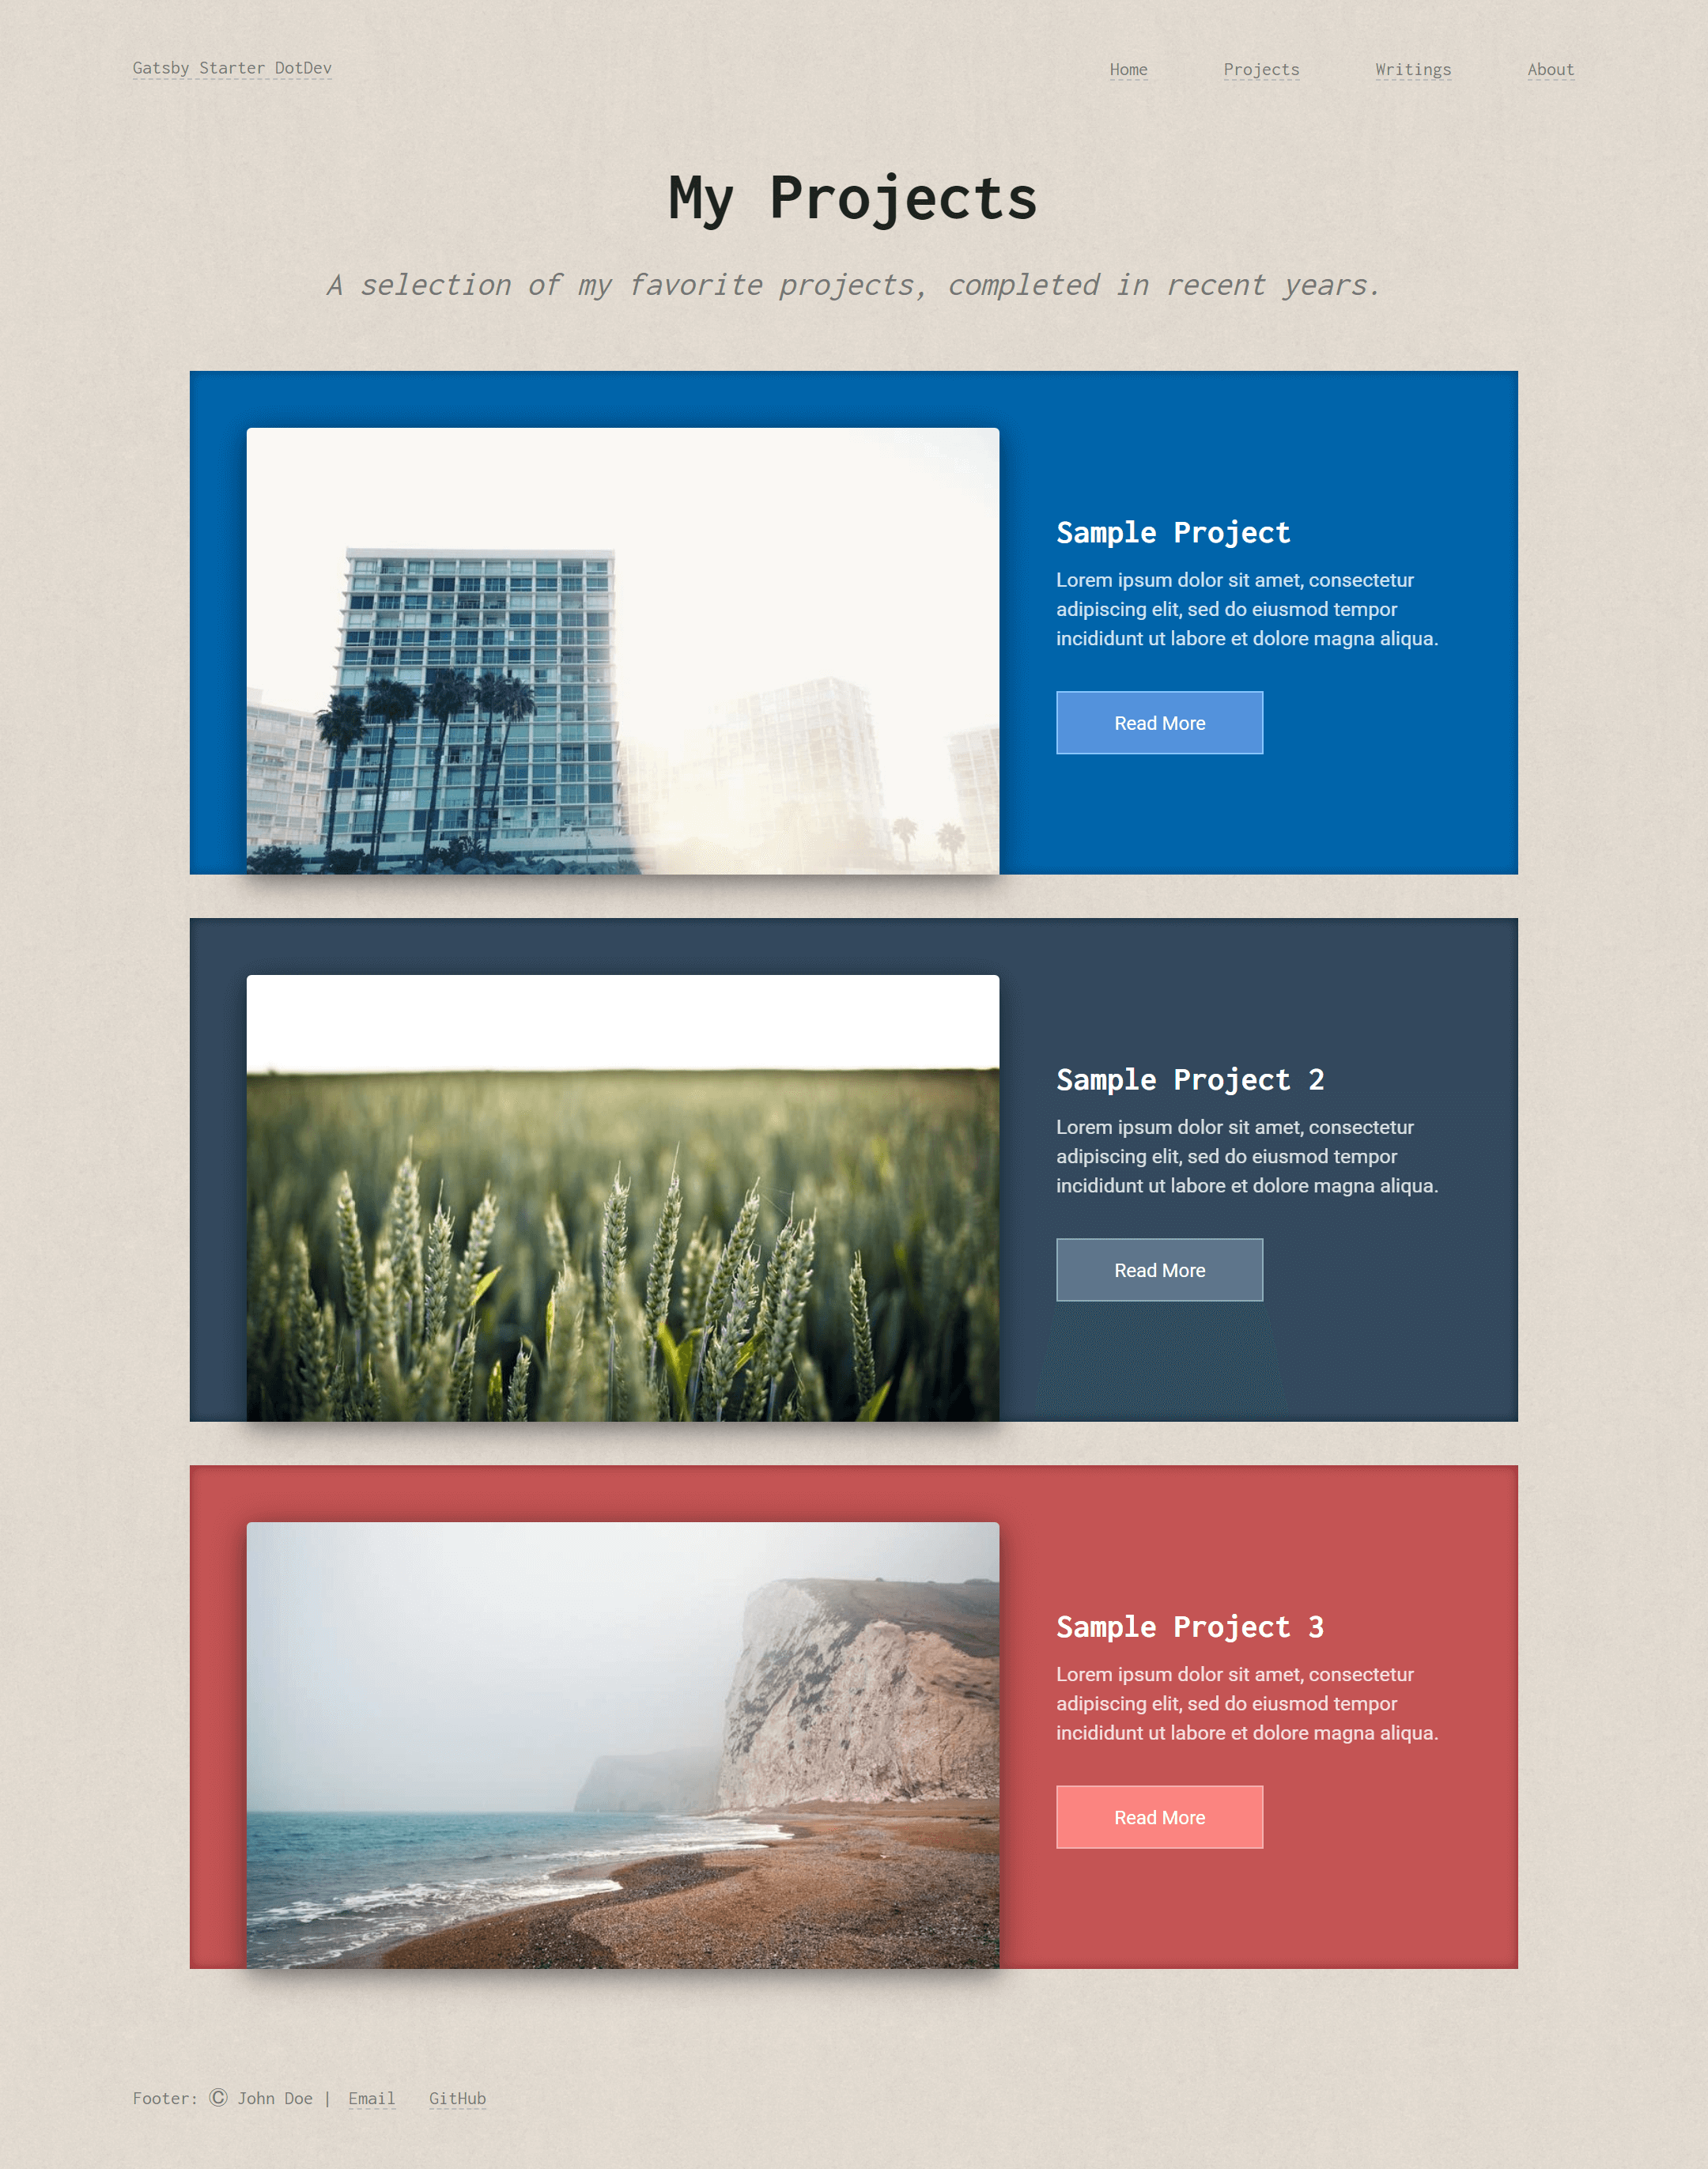 Gatsby Starter DotDev
Home Projects Writings About
My Projects
A selection of my favorite projects, completed in recent years.
Sample Project
Lorem ipsum dolor sit amet, consectetur
adipiscing elit, sed do eiusmod tempor
incididunt ut labore et dolore magna aliqua.
Read More
Sample Project 2
Lorem ipsum dolor sit amet, consectetur
adipiscing elit, sed do eiusmod tempor
incididunt ut labore et dolore magna aliqua.
Read More
Sample Project 3
Lorem ipsum dolor sit amet, consectetur
adipiscing elit, sed do eiusmod tempor
incididunt ut labore et dolore magna aliqua.
Read More
Footer: © John Doe | Email GitHub